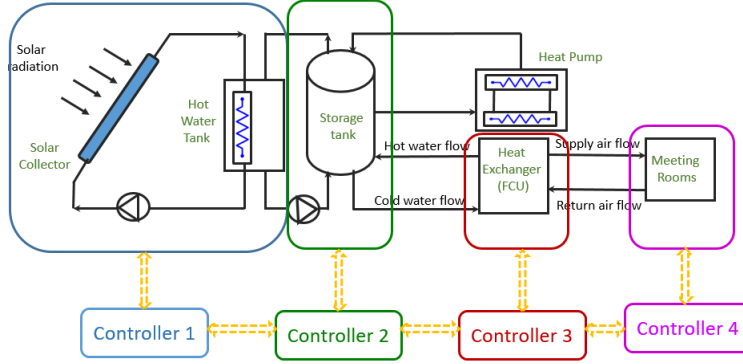 Solar
radiation
Solar
Collector
Hot
Water
Tank
Storage
tank
Heat Pump
Hot water flow
Cold water flow
Heat
Exchanger
(FCU)
Supply air flow
Return air flow
Meeting
Rooms
Controller 1
Controller 2
Controller 3
Controller 4